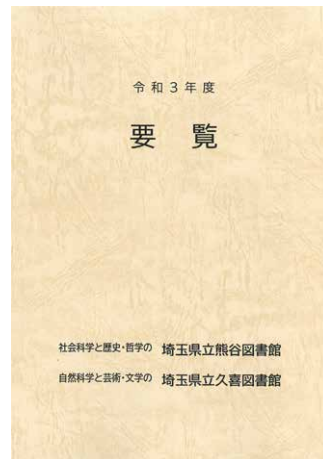 令和3年度
要覧
社会科学と歴史・哲学の 埼玉県立熊谷図書館
自然科学と芸術・文学の 埼玉県立久喜図書館